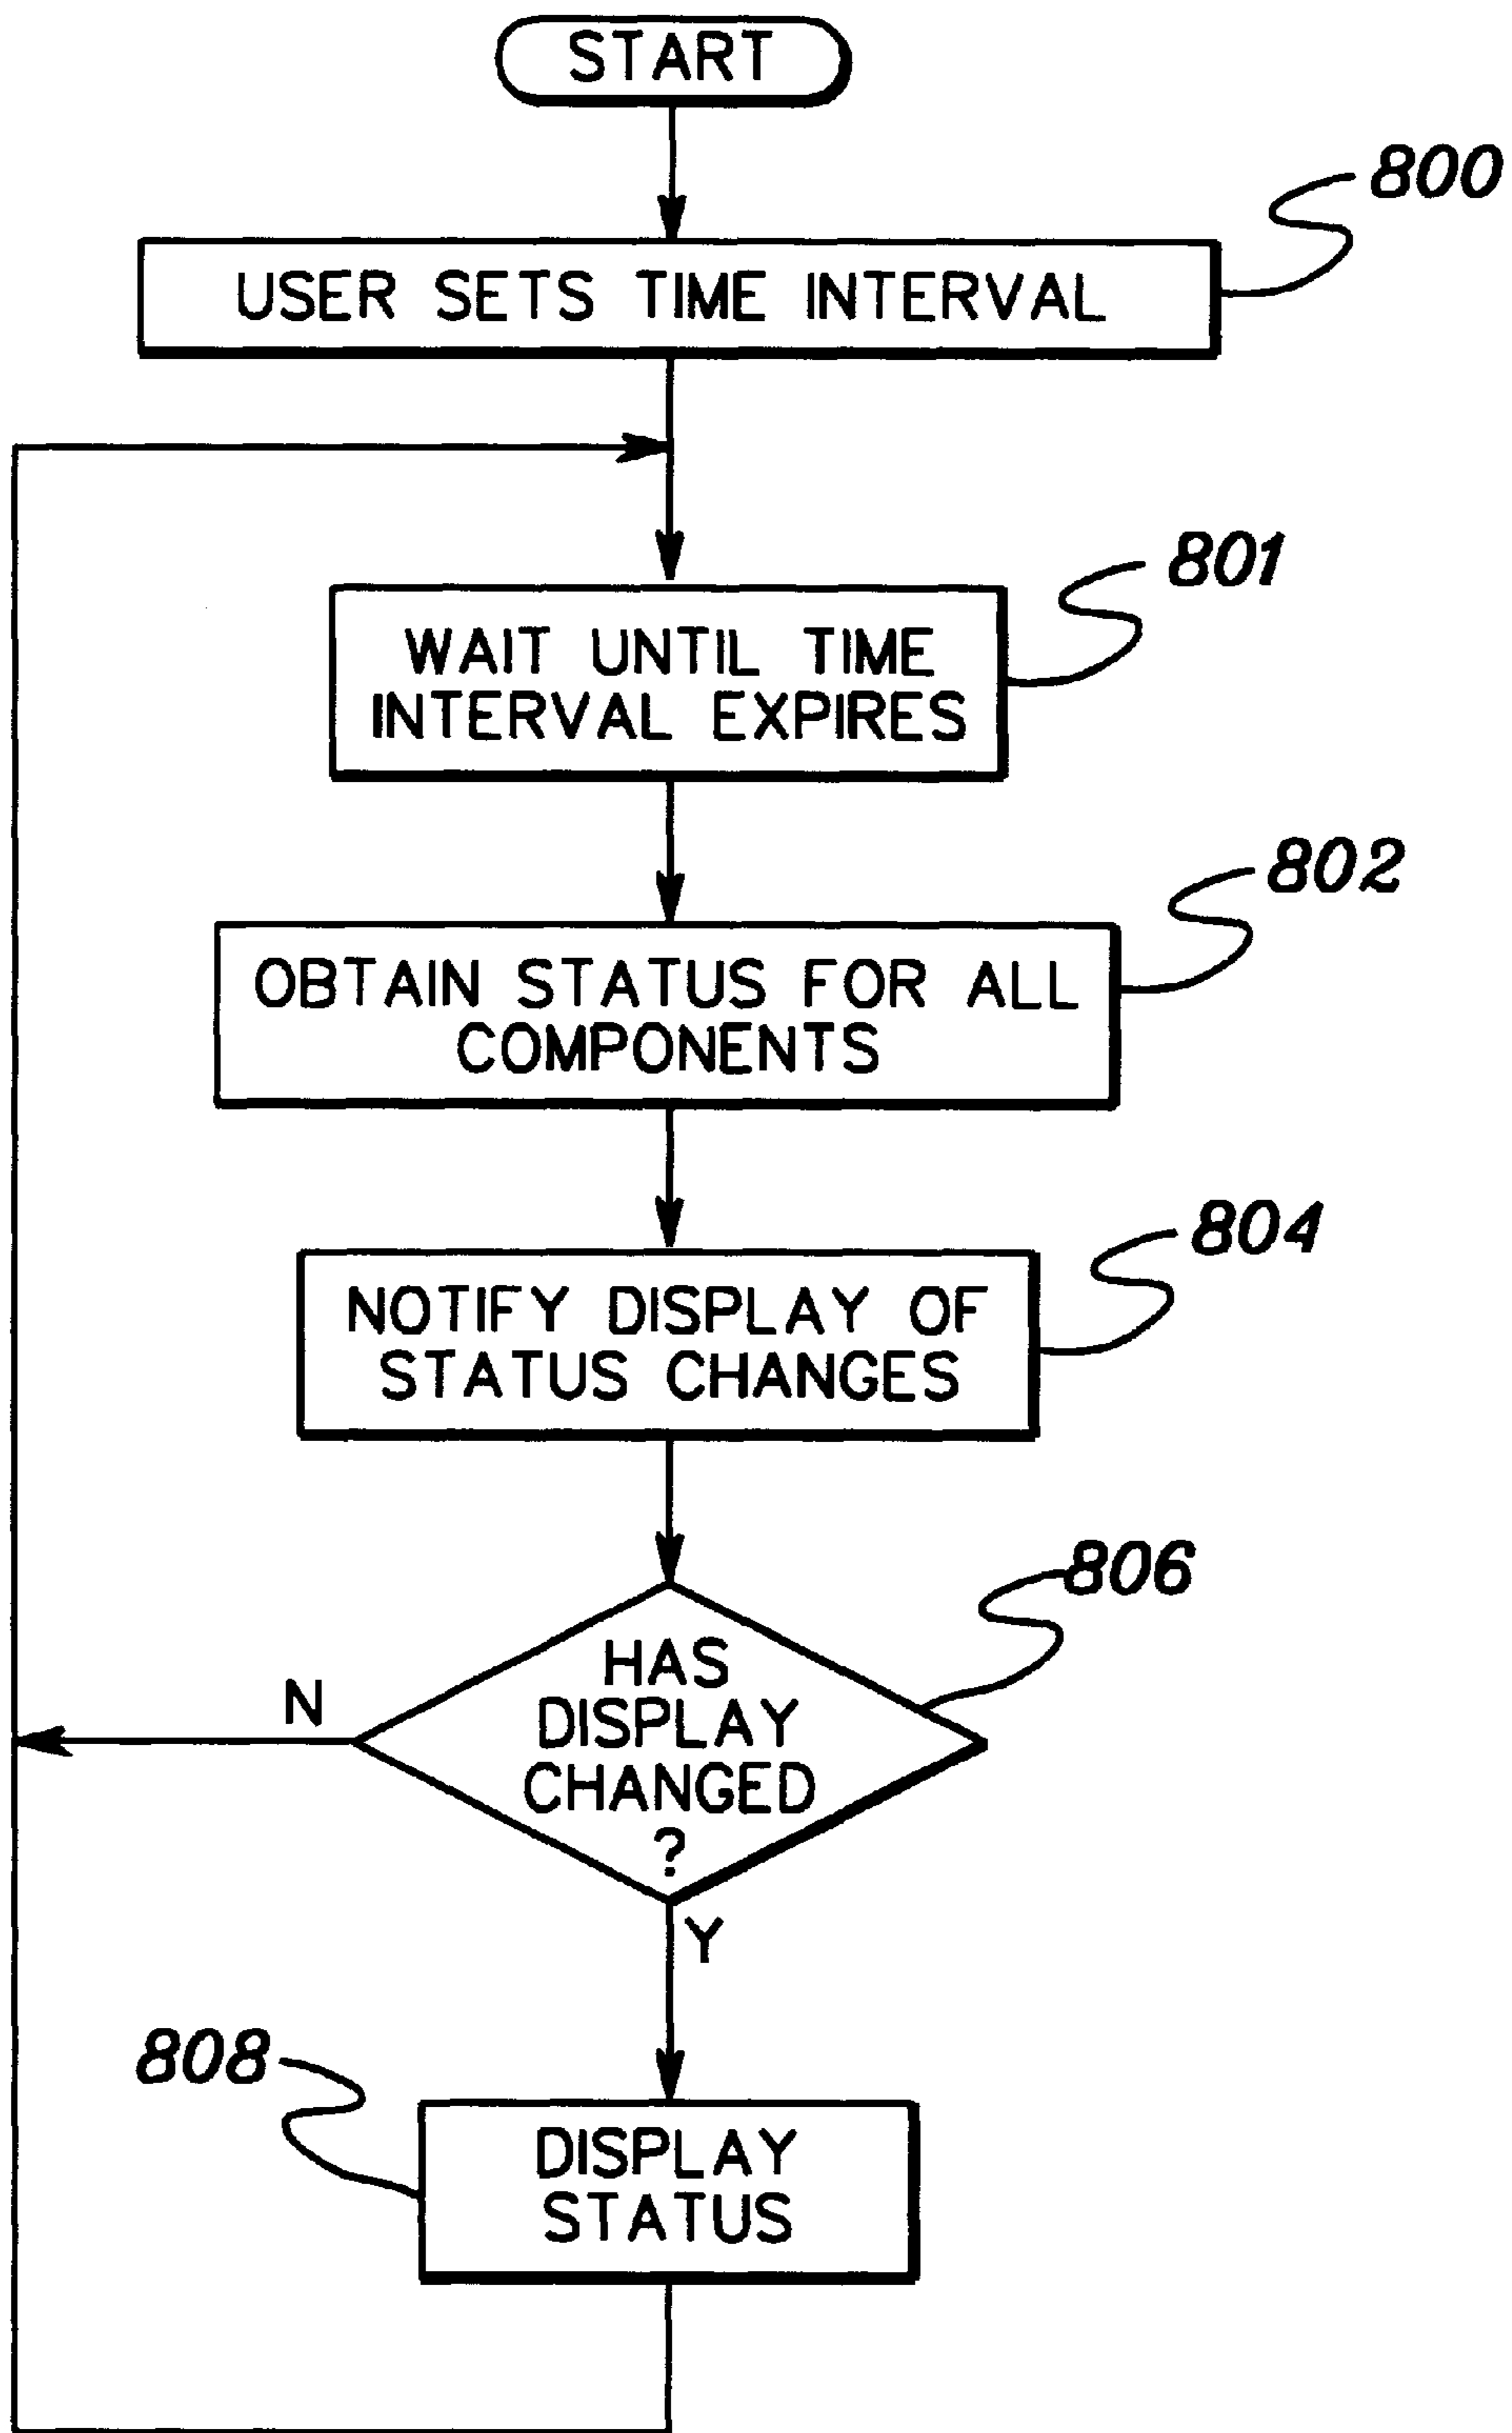 START
800
USER SETS TIME INTERVAL
801
WAIT UNTIL TIME
INTERVAL EXPIRES
802
OBTAIN STATUS FOR ALL
COMPONENTS
804
NOTIFY DISPLAY OF
STATUS CHANGES
806
HAS
DISPLAY
CHANGED
?
N
Y
808
DISPLAY
STATUS